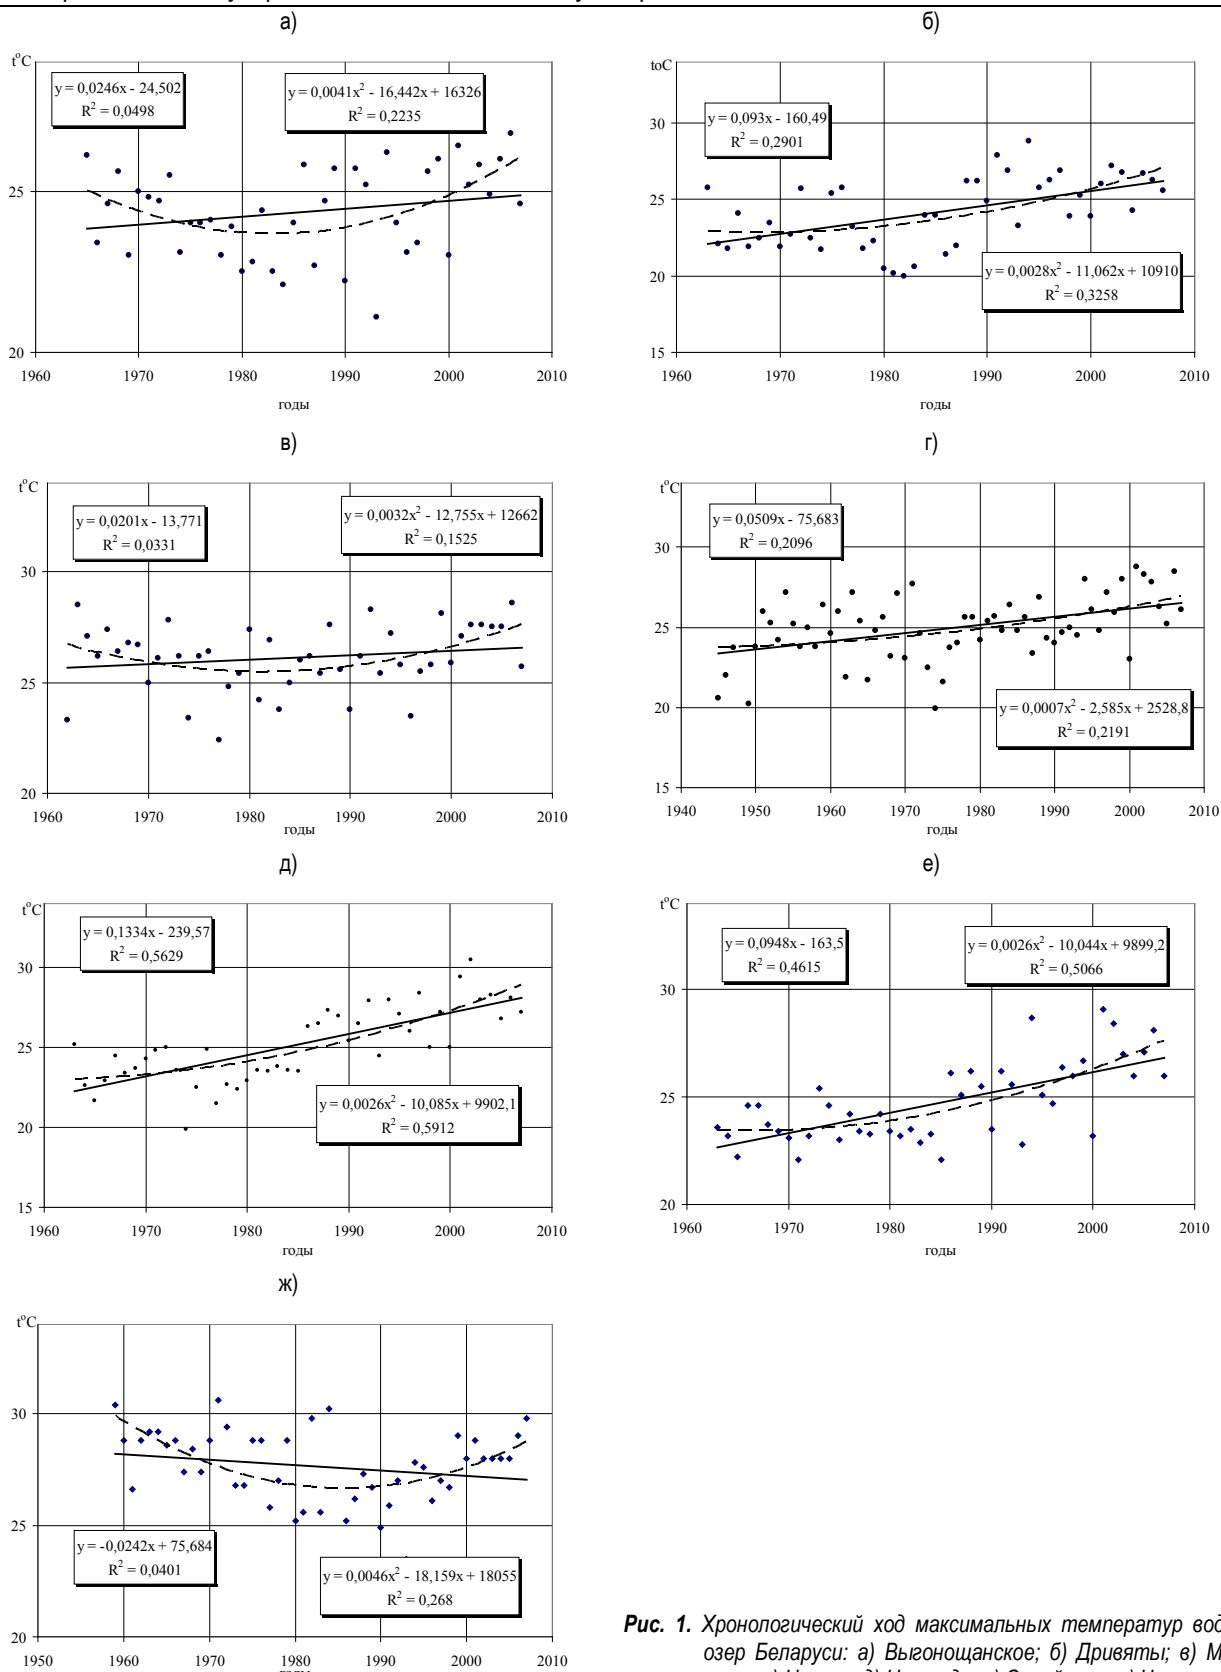 а)
t°C
y = 0,0246x - 24,502
R² = 0,0498
y = 0,0041x² - 16,442x + 16326
R² = 0,2235
25
20
1960 1970 1980 1990 2000 2010
годы
б)
toC
y = 0,093x - 160,49
R² = 0,2901
y = 0,0028x² - 11,062x + 10910
R² = 0,3258
30
25
20
15
1960 1970 1980 1990 2000 2010
годы
в)
t°C
y = 0,0201x - 13,771
R² = 0,0331
y = 0,0032x² - 12,755x + 12662
R² = 0,1525
30
25
20
1960 1970 1980 1990 2000 2010
годы
г)
t°C
y = 0,0509x - 75,683
R² = 0,2096
y = 0,0007x² - 2,585x + 2528,8
R² = 0,2191
30
25
20
15
1940 1950 1960 1970 1980 1990 2000 2010
годы
д)
t°C
y = 0,1334x - 239,57
R² = 0,5629
y = 0,0026x² - 10,085x + 9902,1
R² = 0,5912
30
25
20
15
1960 1970 1980 1990 2000 2010
годы
е)
t°C
y = 0,0948x - 163,5
R² = 0,4615
y = 0,0026x² - 10,044x + 9899,2
R² = 0,5066
30
25
20
1960 1970 1980 1990 2000 2010
годы
ж)
t°C
y = -0,0242x + 75,684
R² = 0,0401
y = 0,0046x² - 18,159x + 18055
R² = 0,268
30
25
20
1950 1960 1970 1980 1990 2000 2010
Рис. 1. Хронологический ход максимальных температур вод
озер Беларуси: а) Выгонощанское; б) Дривяты; в) М